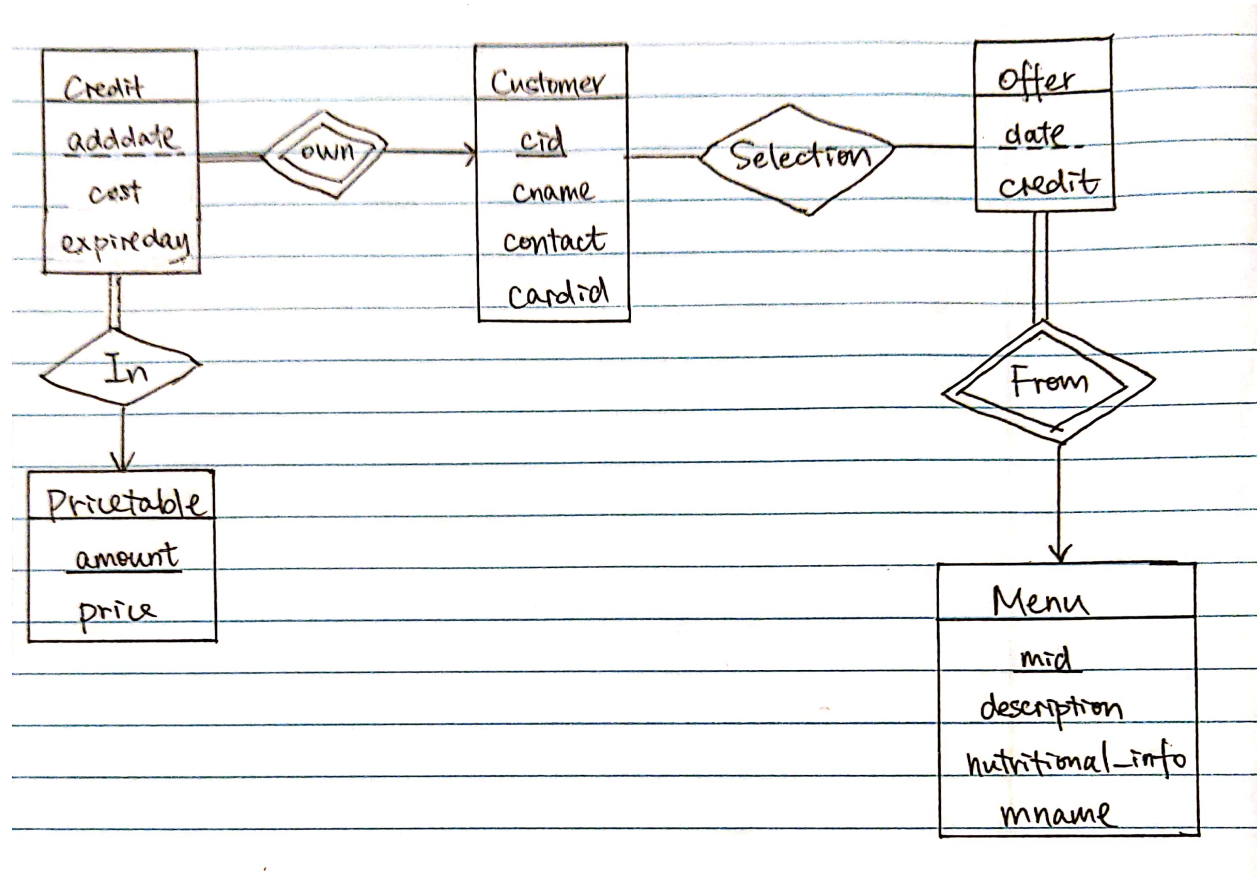 Credit
adddate
cost
expireday
own
Customer
cid
cname
contact
cardid
Selection
Offer
date
credit
In
From
Pricetable
amount
price
Menu
mid
description
nutritional_info
mname